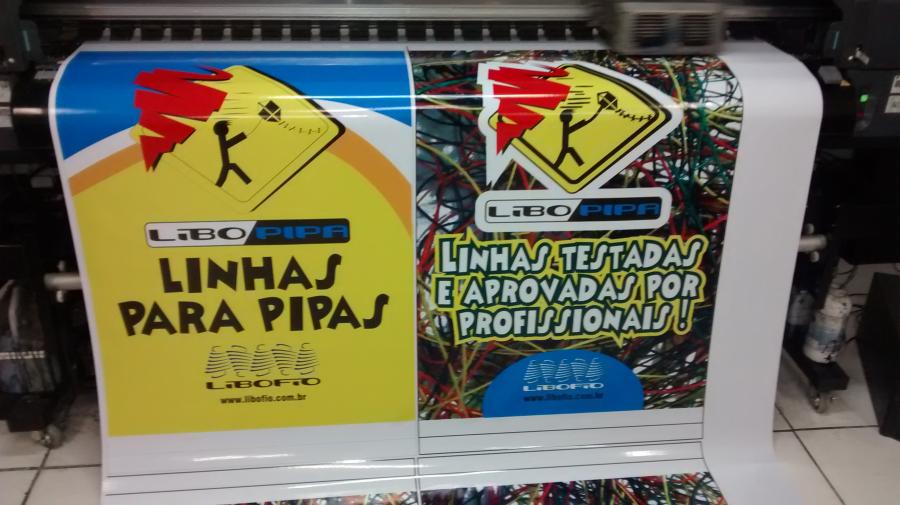 LIBO PIPA
LINHAS
PARA PIPAS
LIBOFIO
www.libofio.com.br
LIBO PIPA
LINHAS TESTADAS
E APROVADAS POR
PROFISSIONAIS!
LIBOFIO
www.libofio.com.br